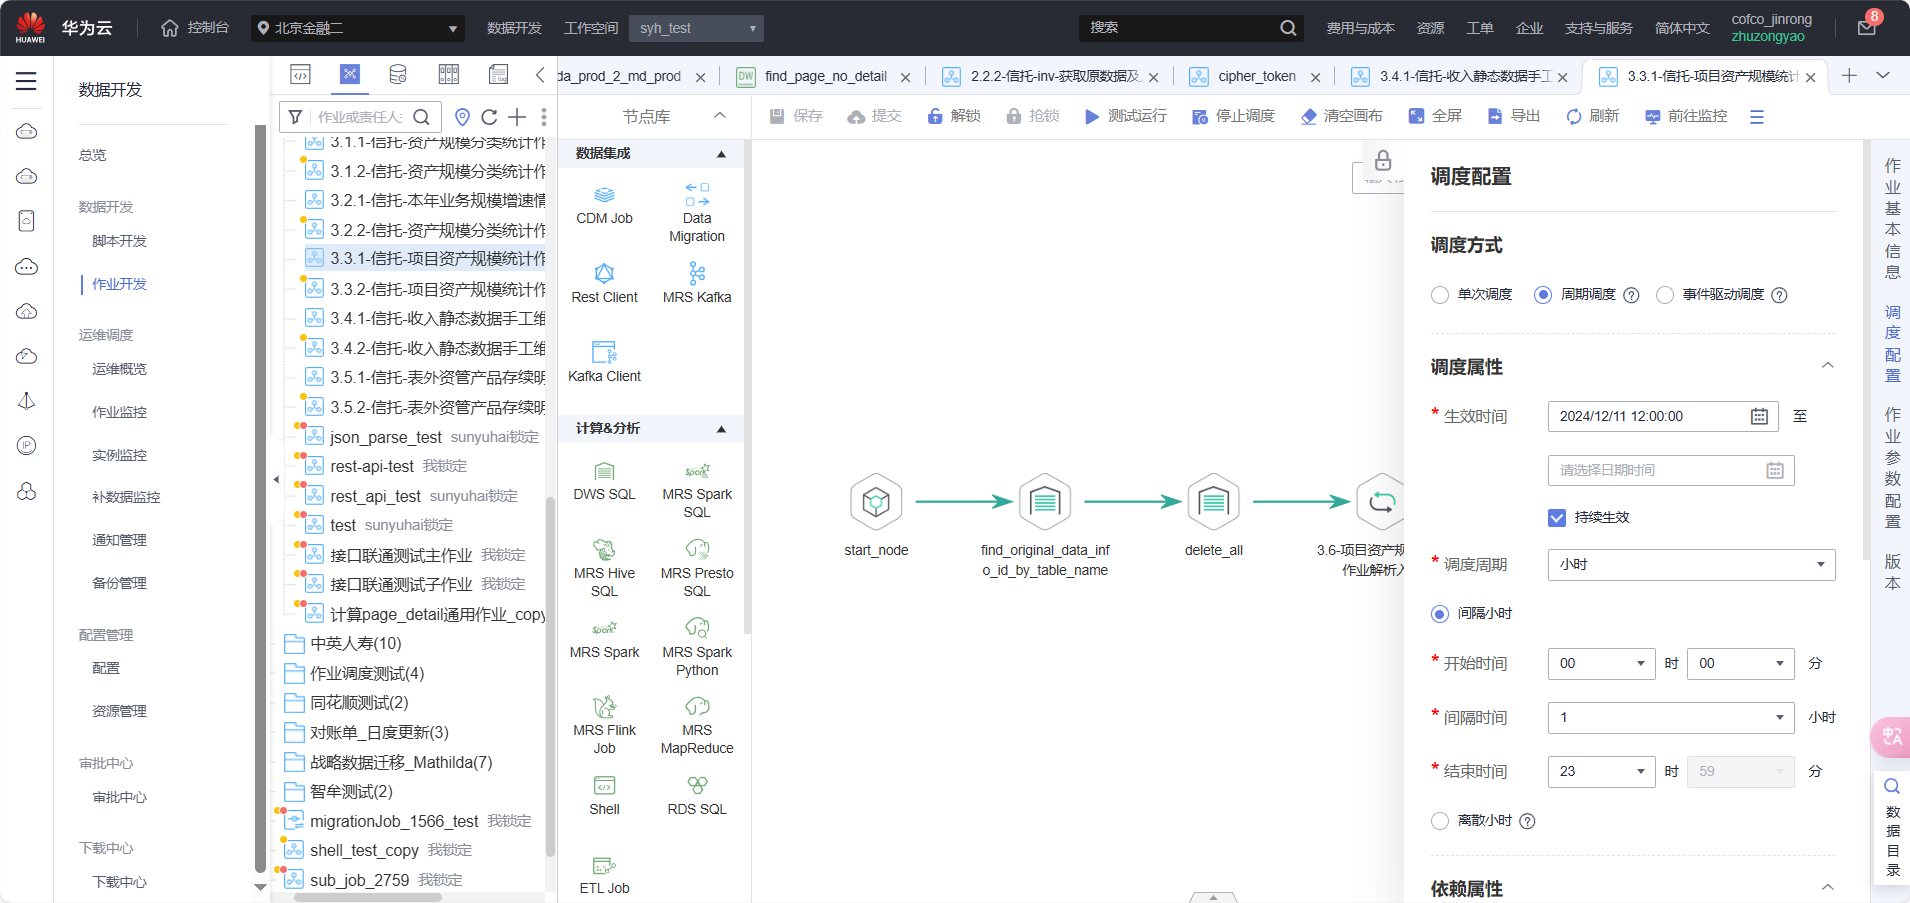 HUAWEI
华为云
控制台
北京金融二
数据开发
工作空间
syh_test
搜索
费用与成本
资源
工单
企业
支持与服务
简体中文
cofco_jinrong
zhuzongyao
8
数据开发
总览
数据开发
脚本开发
作业开发
运维调度
运维概览
作业监控
实例监控
补数据监控
通知管理
备份管理
配置管理
配置
资源管理
审批中心
审批中心
下载中心
下载中心
作业或责任人
3.1.1-信托-资产规模分类统计作
3.1.2-信托-资产规模分类统计作
3.2.1-信托-本年业务规模增速情
3.2.2-信托-资产规模分类统计作
3.3.1-信托-项目资产规模统计作
3.3.2-信托-项目资产规模统计作
3.4.1-信托-收入静态数据手工维
3.4.2-信托-收入静态数据手工维
3.5.1-信托-表外资管产品存续明
3.5.2-信托-表外资管产品存续明
json_parse_test sunyuhai锁定
rest-api-test 我锁定
rest_api_test sunyuhai锁定
test sunyuhai锁定
接口联通测试主作业 我锁定
接口联通测试子作业 我锁定
计算page_detail通用作业_copy
中英人寿(10)
作业调度测试(4)
同花顺测试(2)
对账单_日度更新(3)
战略数据迁移_Mathilda(7)
智牟测试(2)
migrationJob_1566_test 我锁定
shell_test_copy 我锁定
sub_job_2759 我锁定
da_prod_2_md_prod
DW find_page_no_detail
2.2.2-信托-inv-获取原数据及
cipher_token
3.4.1-信托-收入静态数据手工
3.3.1-信托-项目资产规模统计
节点库
保存
提交
解锁
抢锁
测试运行
停止调度
清空画布
全屏
导出
刷新
前往监控
数据集成
CDM Job
Data
Migration
Rest Client
MRS Kafka
Kafka Client
计算&分析
DWS SQL
MRS Spark
SQL
MRS Hive
SQL
MRS Presto
SQL
MRS Spark
MRS Spark
Python
MRS Flink
Job
MRS
MapReduce
Shell
RDS SQL
ETL Job
start_node
find_original_data_inf
o_id_by_table_name
delete_all
3.6-项目资产规
作业解析入
调度配置
调度方式
单次调度
周期调度
事件驱动调度
调度属性
* 生效时间
2024/12/11 12:00:00
至
请选择日期时间
持续生效
* 调度周期
小时
间隔小时
* 开始时间
00 时 00 分
* 间隔时间
1 小时
* 结束时间
23 时 59 分
离散小时
依赖属性
作业基本信息
调度配置
作业参数配置
版本
中A
数据目录